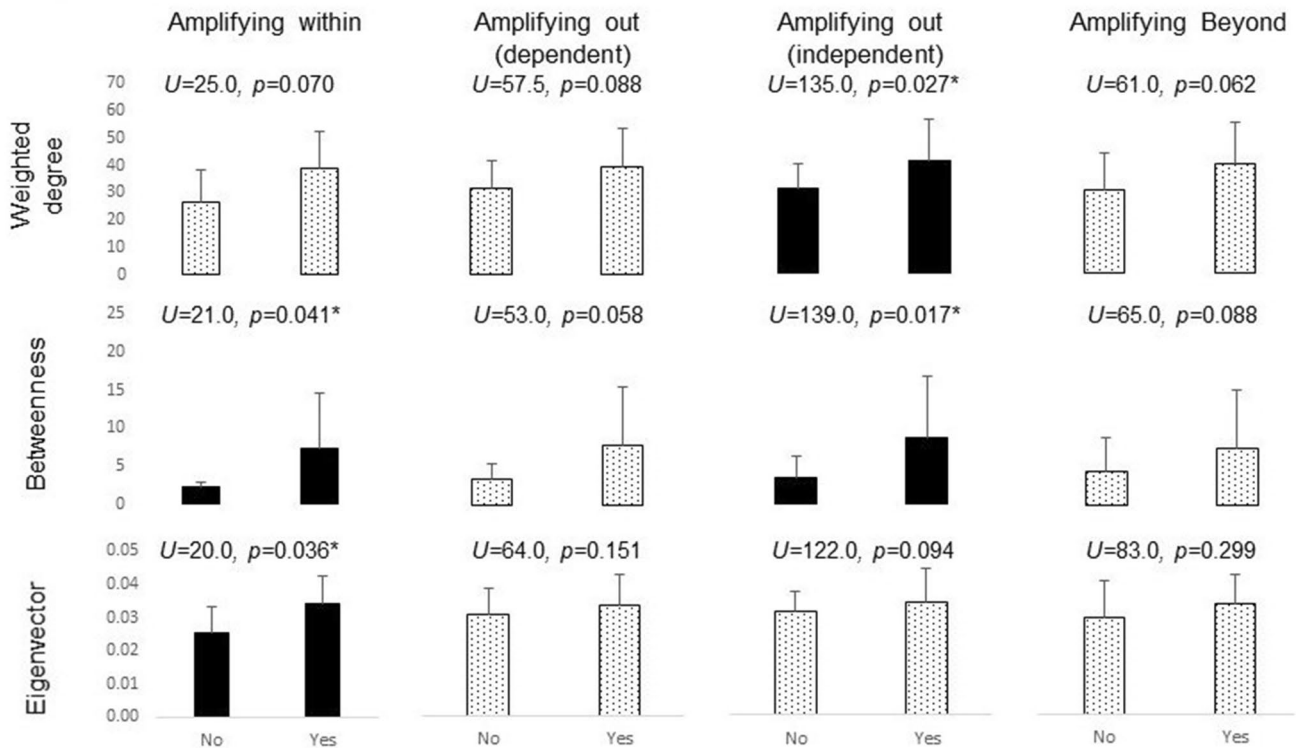 Amplifying within
Amplifying out
(dependent)
Amplifying out
(independent)
Amplifying Beyond
Weighted
degree
70
60
50
40
30
20
10
0
U=25.0, p=0.070
U=57.5, p=0.088
U=135.0, p=0.027*
U=61.0, p=0.062
Betweenness
25
20
15
10
5
0
U=21.0, p=0.041*
U=53.0, p=0.058
U=139.0, p=0.017*
U=65.0, p=0.088
Eigenvector
0.05
0.04
0.03
0.02
0.01
0.00
U=20.0, p=0.036*
U=64.0, p=0.151
U=122.0, p=0.094
U=83.0, p=0.299
No Yes
No Yes
No Yes
No Yes